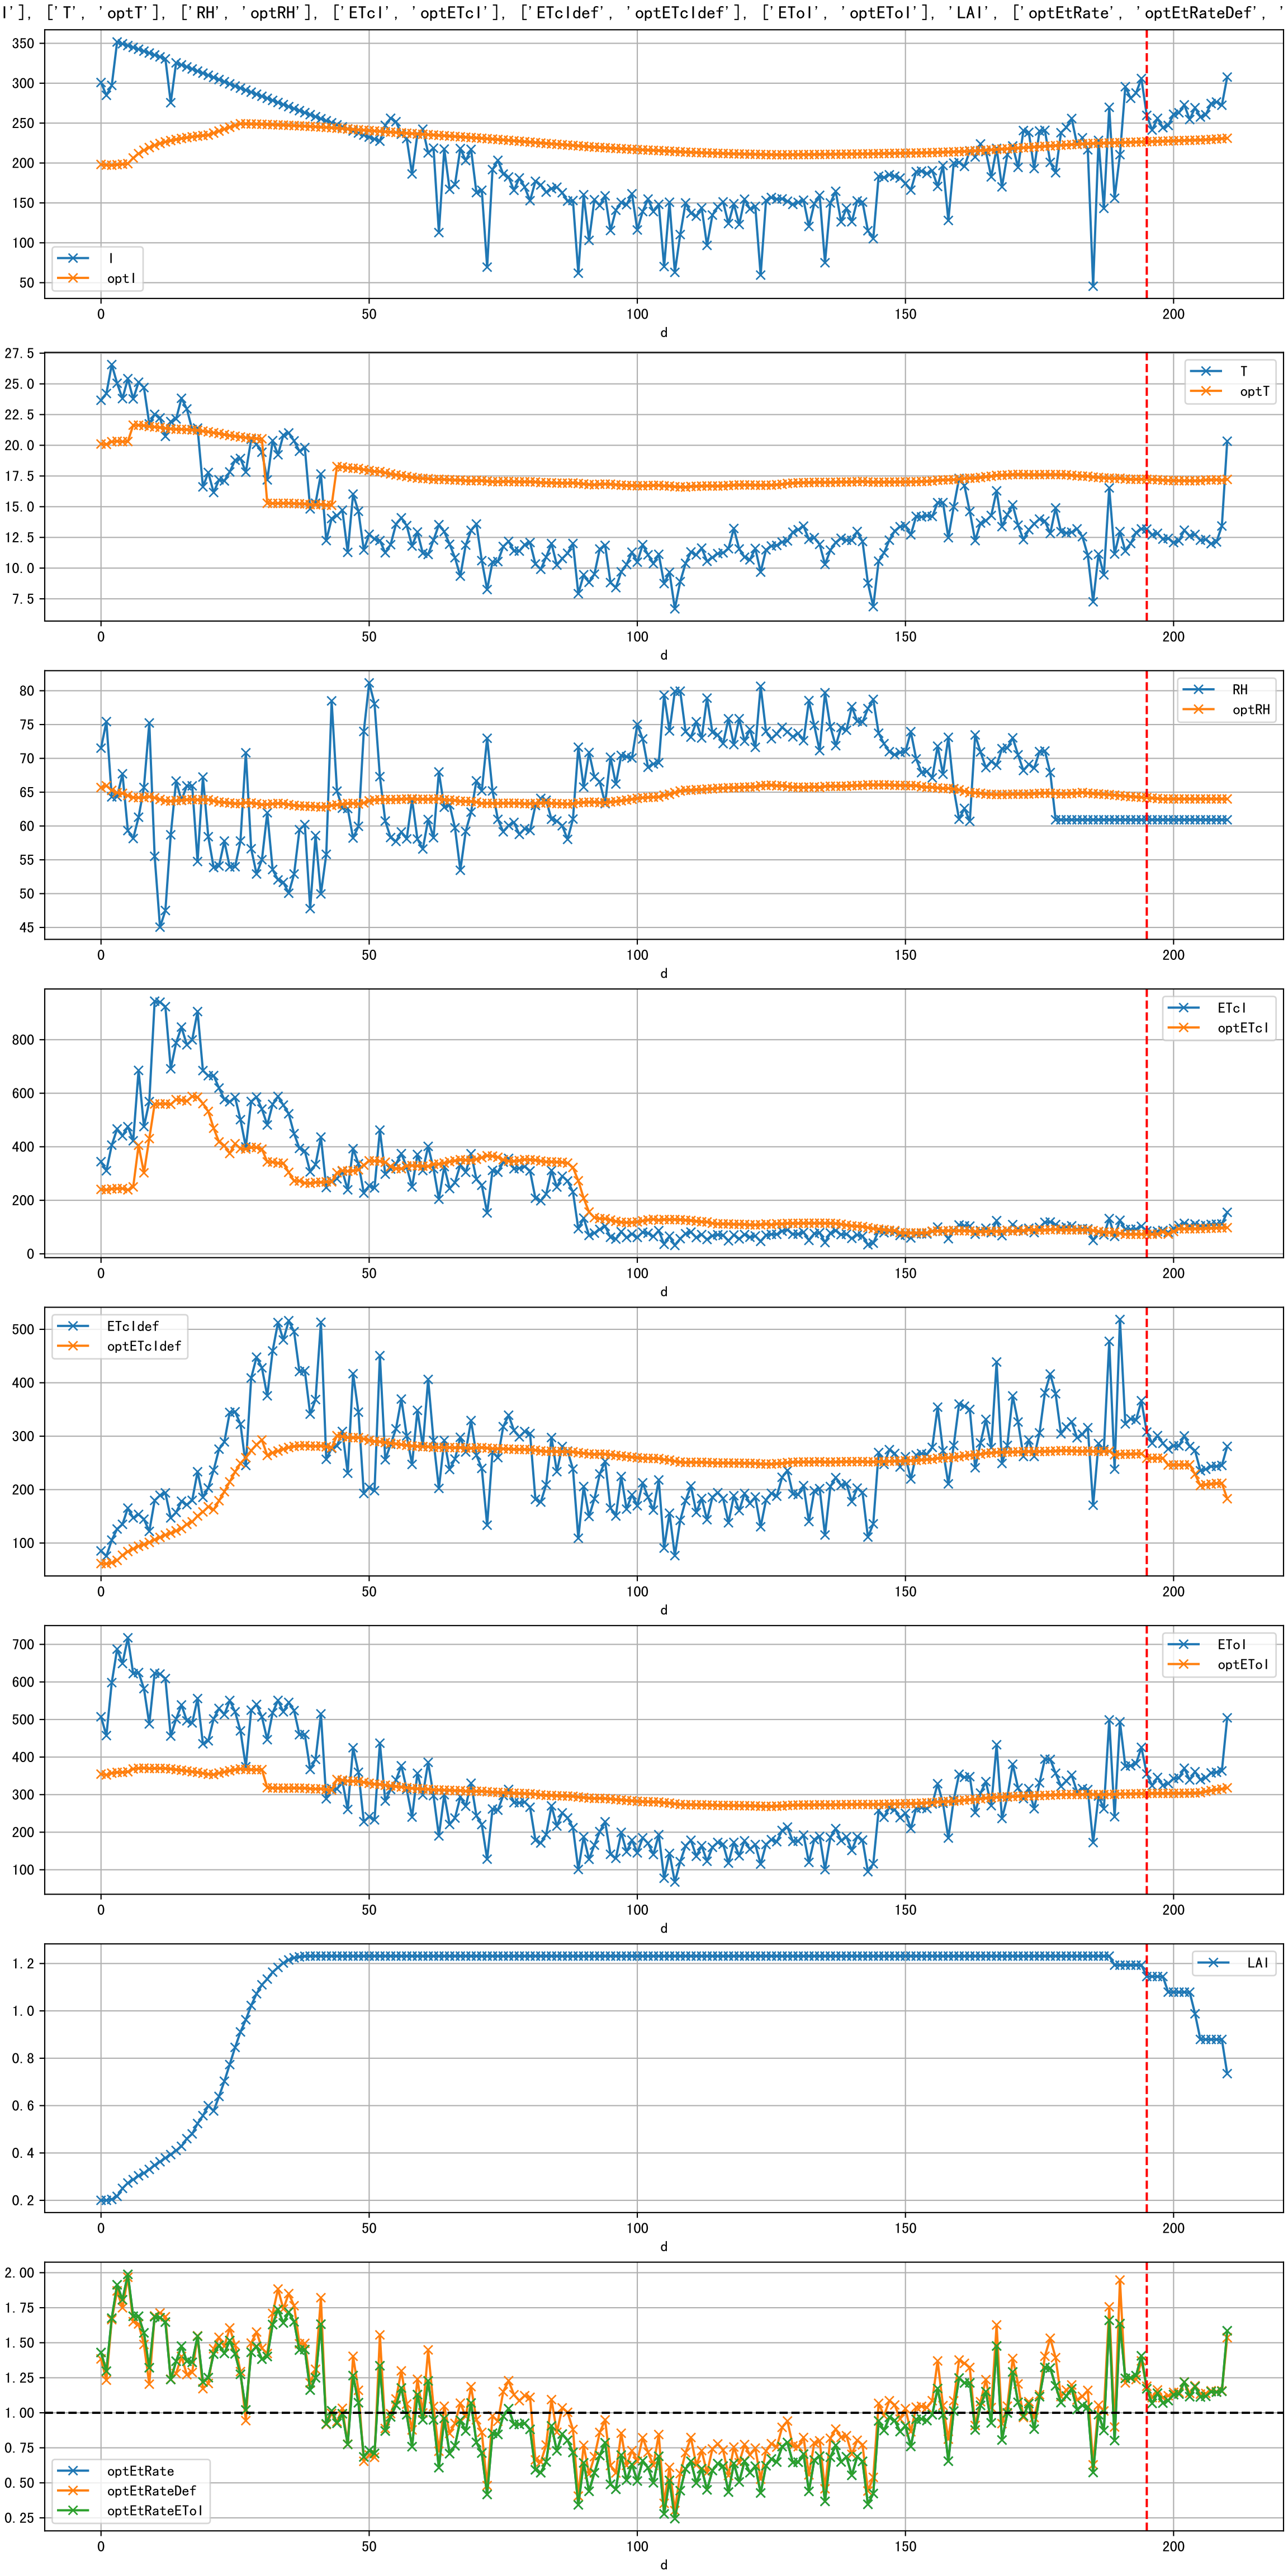 I'], ['T', 'optT'], ['RH', 'optRH'], ['ETcI', 'optETcI'], ['ETcIdef', 'optETcIdef'], ['EToI', 'optEToI'], 'LAI', ['optEtRate', 'optEtRateDef', '
350
300
250
200
150
100
50
I
optI
0 50 100 150 200
d
27.5
25.0
22.5
20.0
17.5
15.0
12.5
10.0
7.5
T
optT
0 50 100 150 200
d
80
75
70
65
60
55
50
45
RH
optRH
0 50 100 150 200
d
800
600
400
200
0
ETcI
optETcI
0 50 100 150 200
d
500
400
300
200
100
ETcIdef
optETcIdef
0 50 100 150 200
d
700
600
500
400
300
200
100
EToI
optEToI
0 50 100 150 200
d
1.2
1.0
0.8
0.6
0.4
0.2
LAI
0 50 100 150 200
d
2.00
1.75
1.50
1.25
1.00
0.75
0.50
0.25
optEtRate
optEtRateDef
optEtRateEToI
0 50 100 150 200
d